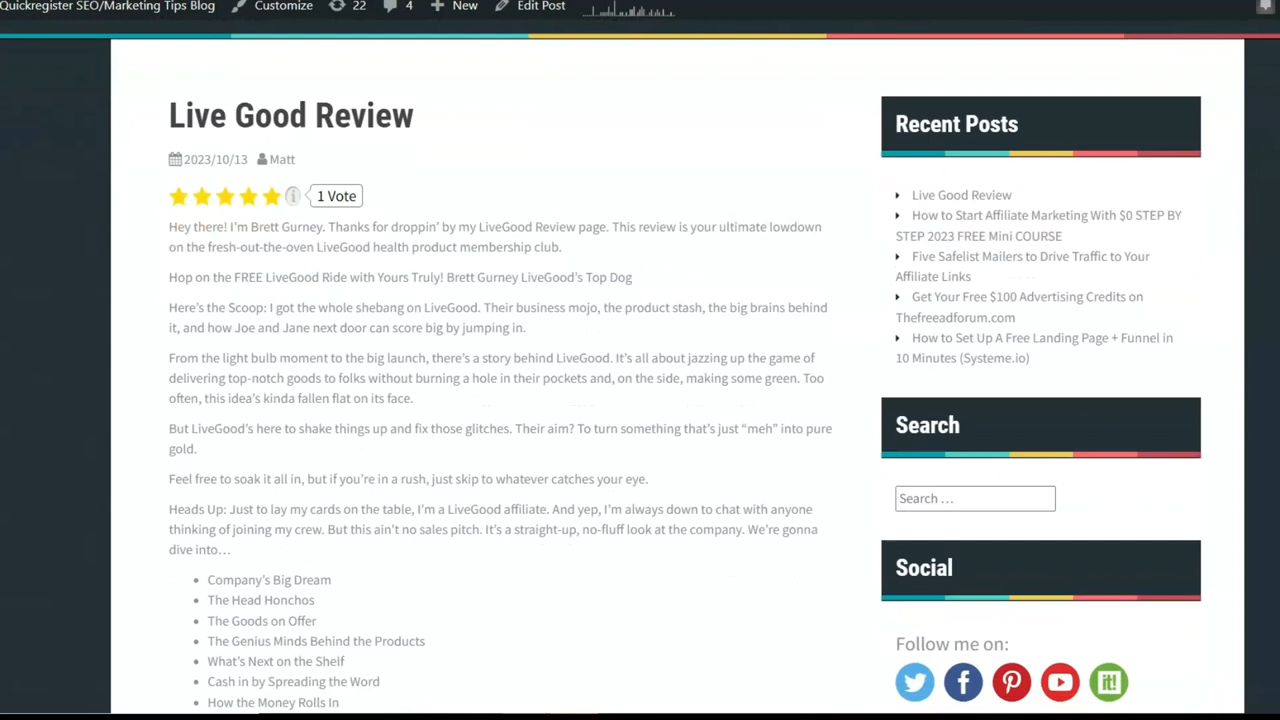 Quickregister SEO/Marketing Tips Blog Customize 22 4 New Edit Post
Live Good Review
2023/10/13 Matt
1 Vote
Hey there! I'm Brett Gurney. Thanks for droppin' by my LiveGood Review page. This review is your ultimate lowdown
on the fresh-out-the-oven LiveGood health product membership club.
Hop on the FREE LiveGood Ride with Yours Truly! Brett Gurney LiveGood's Top Dog
Here's the Scoop: I got the whole shebang on LiveGood. Their business mojo, the product stash, the big brains behind
it, and how Joe and Jane next door can score big by jumping in.
From the light bulb moment to the big launch, there's a story behind LiveGood. It's all about jazzing up the game of
delivering top-notch goods to folks without burning a hole in their pockets and, on the side, making some green. Too
often, this idea's kinda fallen flat on its face.
But LiveGood's here to shake things up and fix those glitches. Their aim? To turn something that's just “meh” into pure
gold.
Feel free to soak it all in, but if you're in a rush, just skip to whatever catches your eye.
Heads Up: Just to lay my cards on the table, I'm a LiveGood affiliate. And yep, I'm always down to chat with anyone
thinking of joining my crew. But this ain't no sales pitch. It's a straight-up, no-fluff look at the company. We're gonna
dive into…
Company's Big Dream
The Head Honchos
The Goods on Offer
The Genius Minds Behind the Products
What's Next on the Shelf
Cash in by Spreading the Word
How the Money Rolls In
Recent Posts
Live Good Review
How to Start Affiliate Marketing With $0 STEP BY
STEP 2023 FREE Mini COURSE
Five Safelist Mailers to Drive Traffic to Your
Affiliate Links
Get Your Free $100 Advertising Credits on
Thefreeadforum.com
How to Set Up A Free Landing Page + Funnel in
10 Minutes (Systeme.io)
Search
Search …
Social
Follow me on:
it!